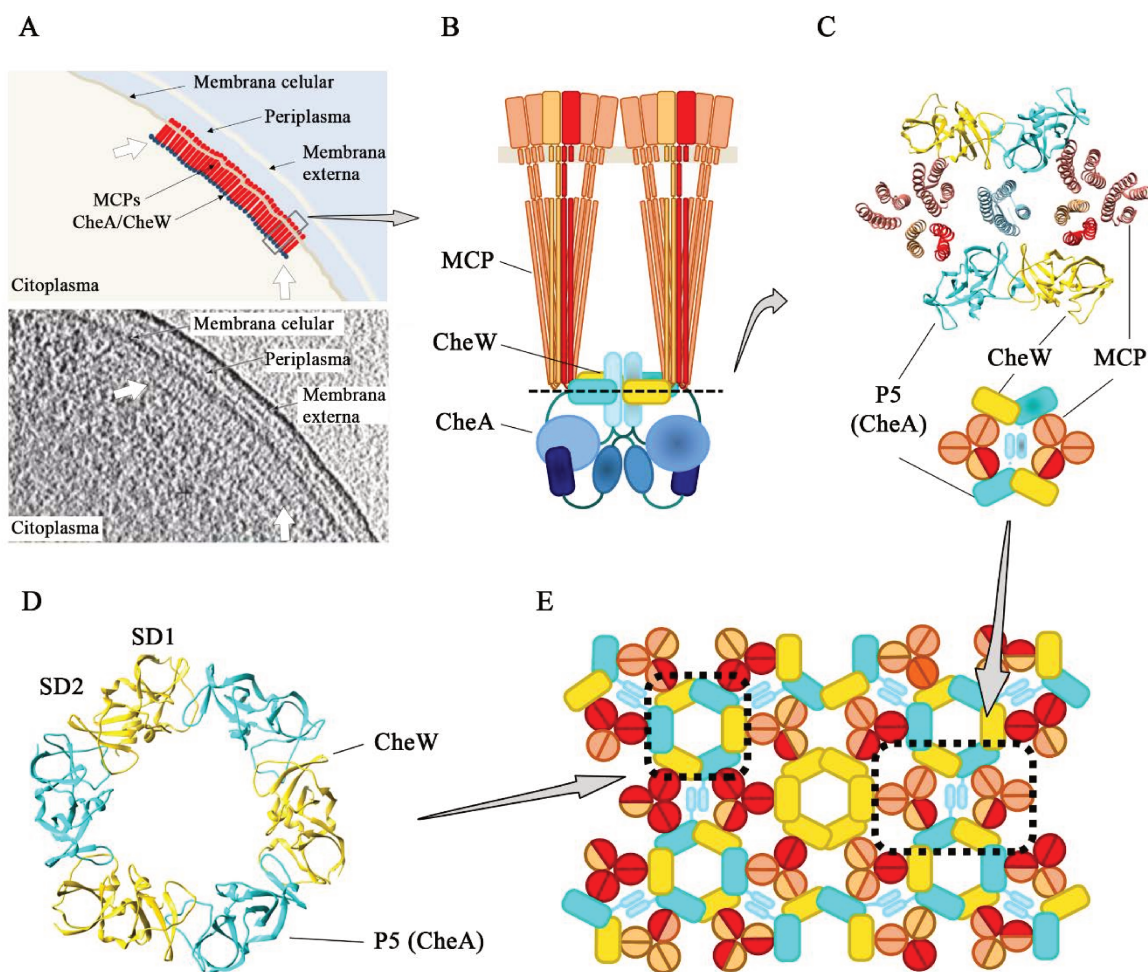 A
Membrana celular
Periplasma
Membrana
externa
MCPs
CheA/CheW
Citoplasma
Membrana celular
Periplasma
Membrana
externa
Citoplasma
B
MCP
CheW
CheA
C
CheW
MCP
P5
(CheA)
D
SD1
SD2
CheW
P5 (CheA)
E